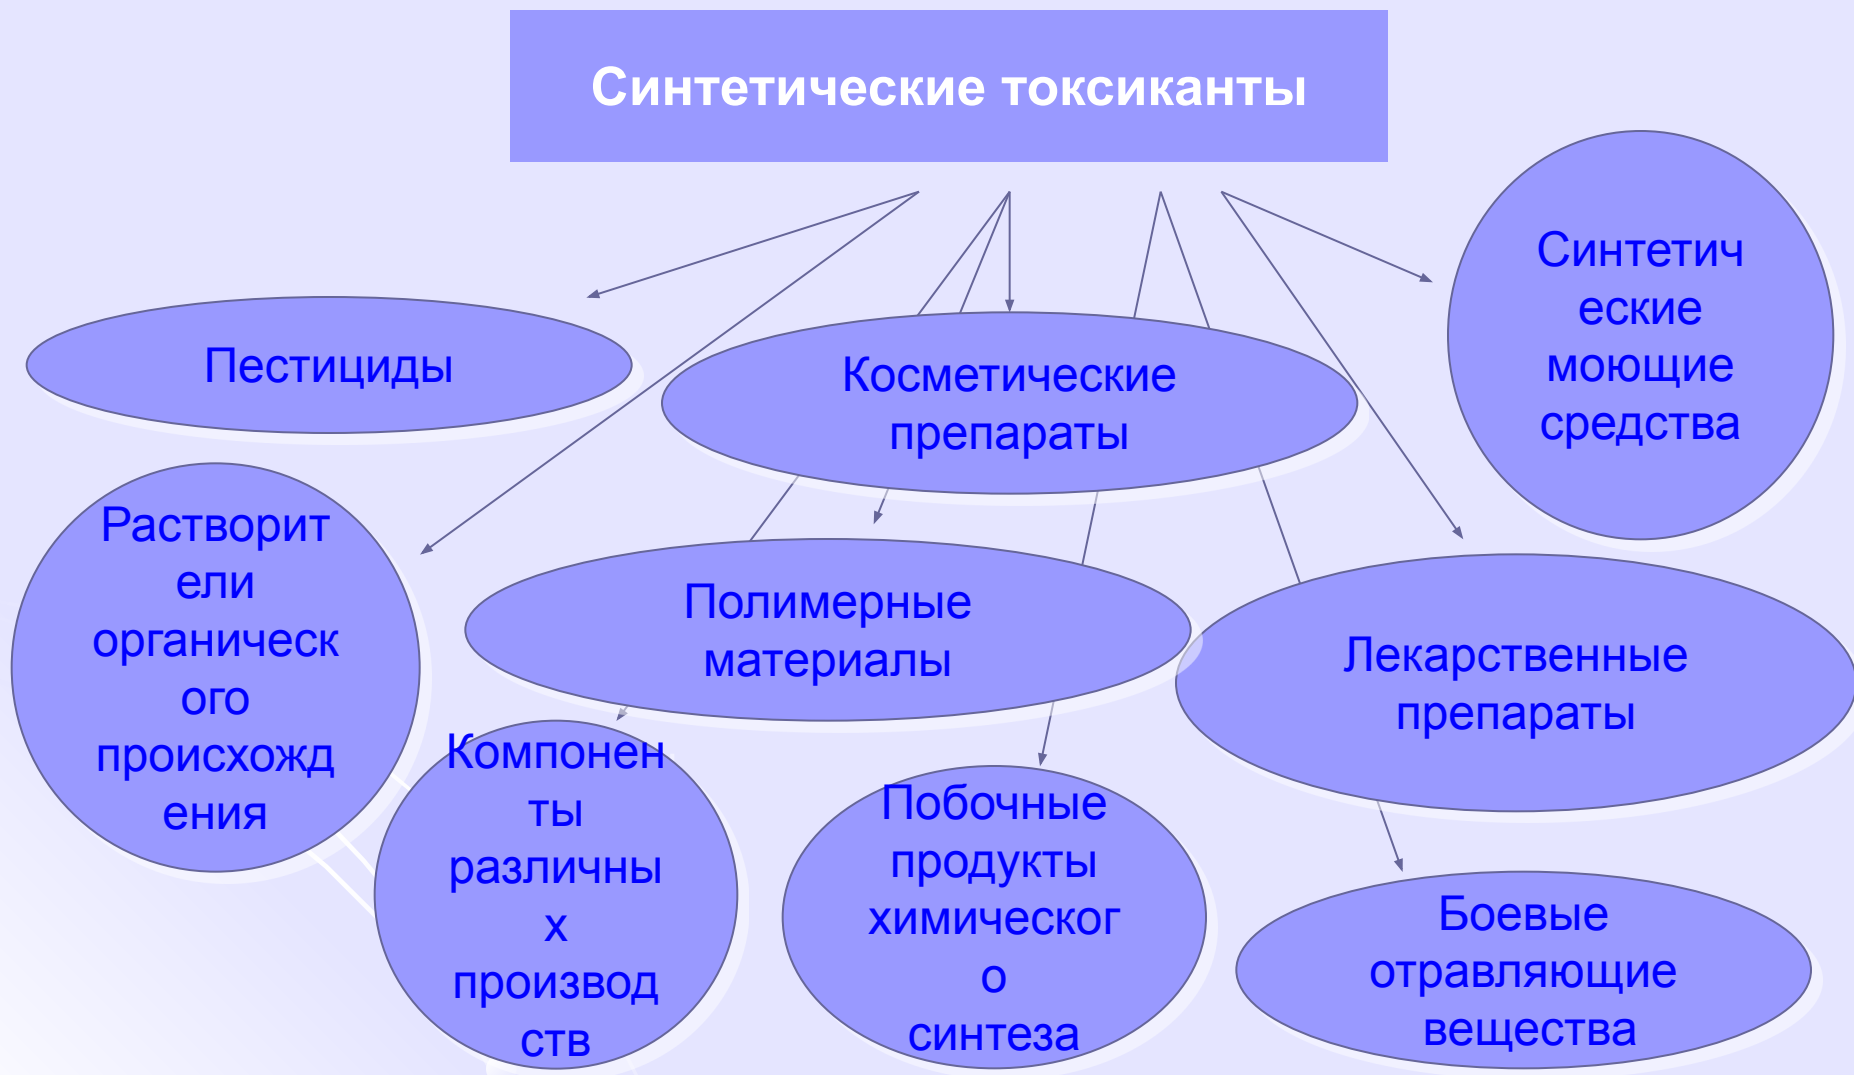 Синтетические токсиканты
Синтетич
еские
моющие
средства
Пестициды
Косметические
препараты
Растворит
ели
органическ
ого
происхожд
ения
Полимерные
материалы
Лекарственные
препараты
Компонен
ты
различны
х
производ
ств
Побочные
продукты
химическог
о
синтеза
Боевые
отравляющие
вещества